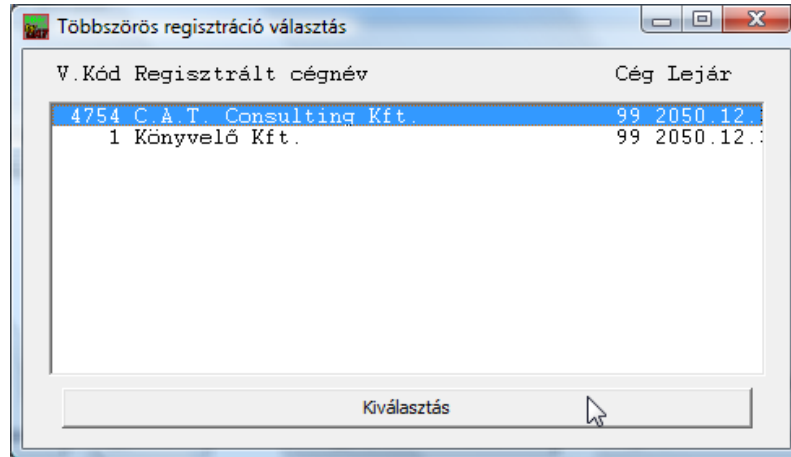 Többszörös regisztráció választás
V.Kód Regisztrált cégnév Cég Lejár
4754 C.A.T. Consulting Kft. 99 2050.12.
1 Könyvelő Kft. 99 2050.12.
Kiválasztás